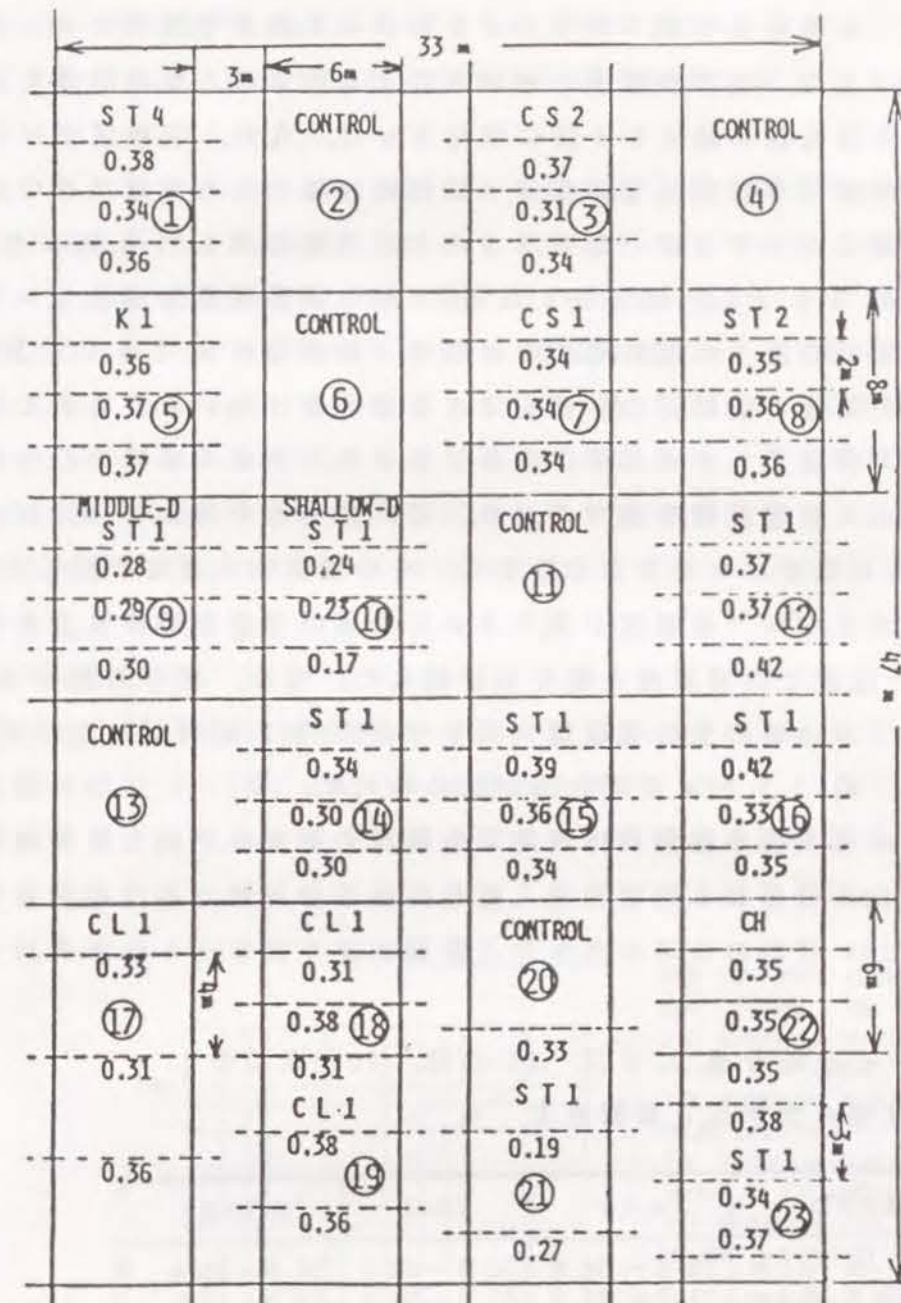 33 m
3m 6m
S T 4 CONTROL C S 2 CONTROL
0.38 0.37
0.34 ① ② 0.31 ③ ④
0.36 0.34
K 1 CONTROL C S 1 S T 2
0.36 0.34 0.35 2m 8m
0.37 ⑤ ⑥ 0.34 ⑦ 0.36 ⑧
0.37 0.34 0.36
MIDDLE-D SHALLOW-D CONTROL
S T 1 S T 1 S T 1
0.28 0.24 0.37
0.29 ⑨ 0.23 ⑩ ⑪ 0.37 ⑫
0.30 0.17 0.42
47 m
CONTROL S T 1 S T 1 S T 1
0.34 0.39 0.42
⑬ 0.30 ⑭ 0.36 ⑮ 0.33 ⑯
0.30 0.34 0.35
C L 1 C L 1 CONTROL CH
0.33 0.31 0.35
4m ⑳ 6m
⑰ 0.38 ⑱ 0.35 ㉒
0.31 0.31 0.33 0.35
C L 1 S T 1 0.38
0.38 0.19 S T 1 3m
0.36 ⑲ ㉑ 0.34 ㉓
0.36 0.27 0.37